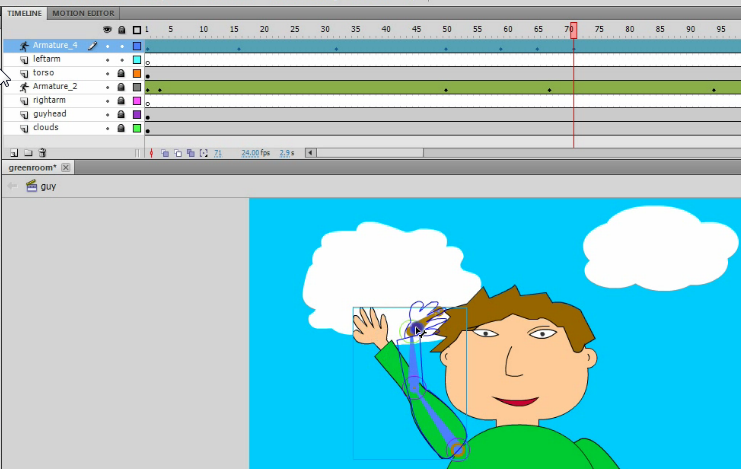 TIMELINE MOTION EDITOR
1 5 10 15 20 25 30 35 40 45 50 55 60 65 70 75 80 85 90 95
Armature_4
leftarm
torso
Armature_2
rightarm
guyhead
clouds
71 24.00 fps 2.9 s
greenroom*
guy